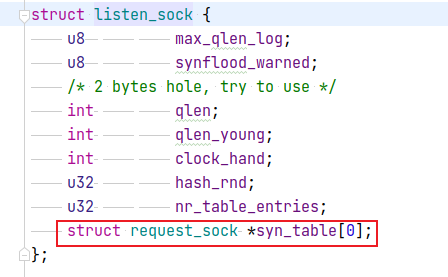 struct listen_sock {
    u8 max_qlen_log;
    u8 synflood_warned;
    /* 2 bytes hole, try to use */
    int qlen;
    int qlen_young;
    int clock_hand;
    u32 hash_rnd;
    u32 nr_table_entries;
    struct request_sock *syn_table[0];
};